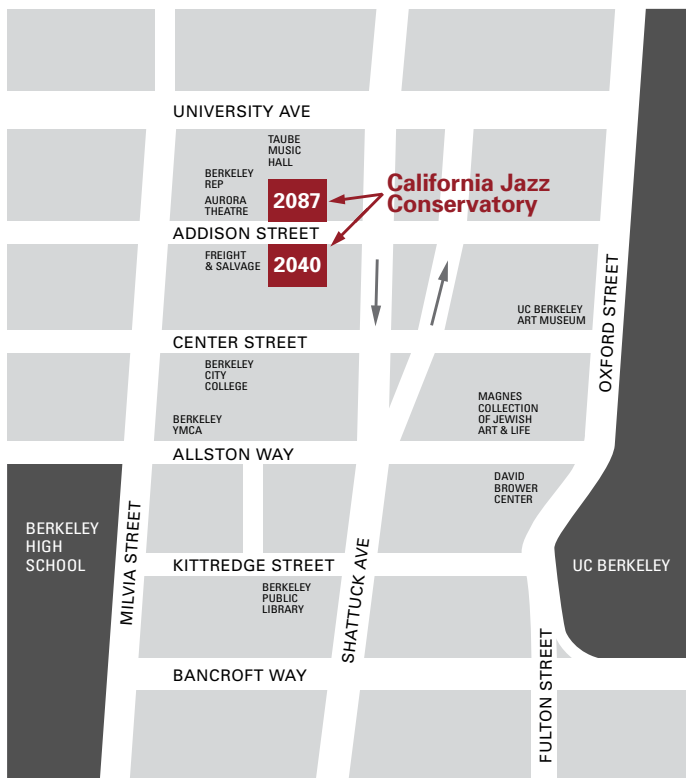 UNIVERSITY AVE
TAUBE
MUSIC
HALL
BERKELEY
REP
AURORA
THEATRE
2087
California Jazz
Conservatory
ADDISON STREET
FREIGHT
& SALVAGE
2040
UC BERKELEY
ART MUSEUM
OXFORD STREET
CENTER STREET
BERKELEY
CITY
COLLEGE
BERKELEY
YMCA
MAGNES
COLLECTION
OF JEWISH
ART & LIFE
ALLSTON WAY
DAVID
BROWER
CENTER
BERKELEY
HIGH
SCHOOL
MILVIA STREET
KITTREDGE STREET
SHATTUCK AVE
UC BERKELEY
BERKELEY
PUBLIC
LIBRARY
BANCROFT WAY
FULTON STREET